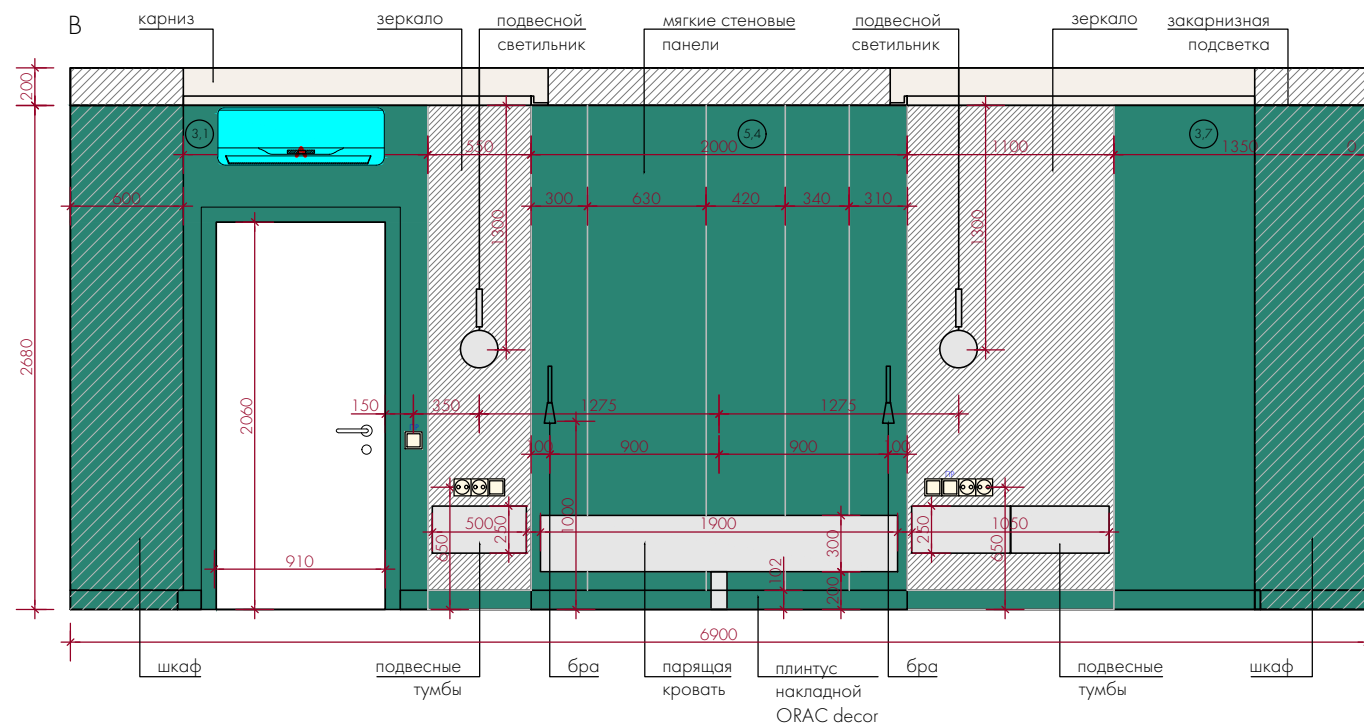 В
карниз
зеркало
подвесной
светильник
мягкие стеновые
панели
подвесной
светильник
зеркало
закарнизная
подсветка
200
3,1
5,4
3,7
550
2000
1100
1350
600
300
630
420
340
310
1300
1300
2680
2060
150
350
1275
1275
ПР
100
900
900
100
ПР
5000
250
650
1000
1900
300
250
1050
650
910
102
200
6900
шкаф
подвесные
тумбы
бра
парящая
кровать
плинтус
накладной
ORAC decor
бра
подвесные
тумбы
шкаф